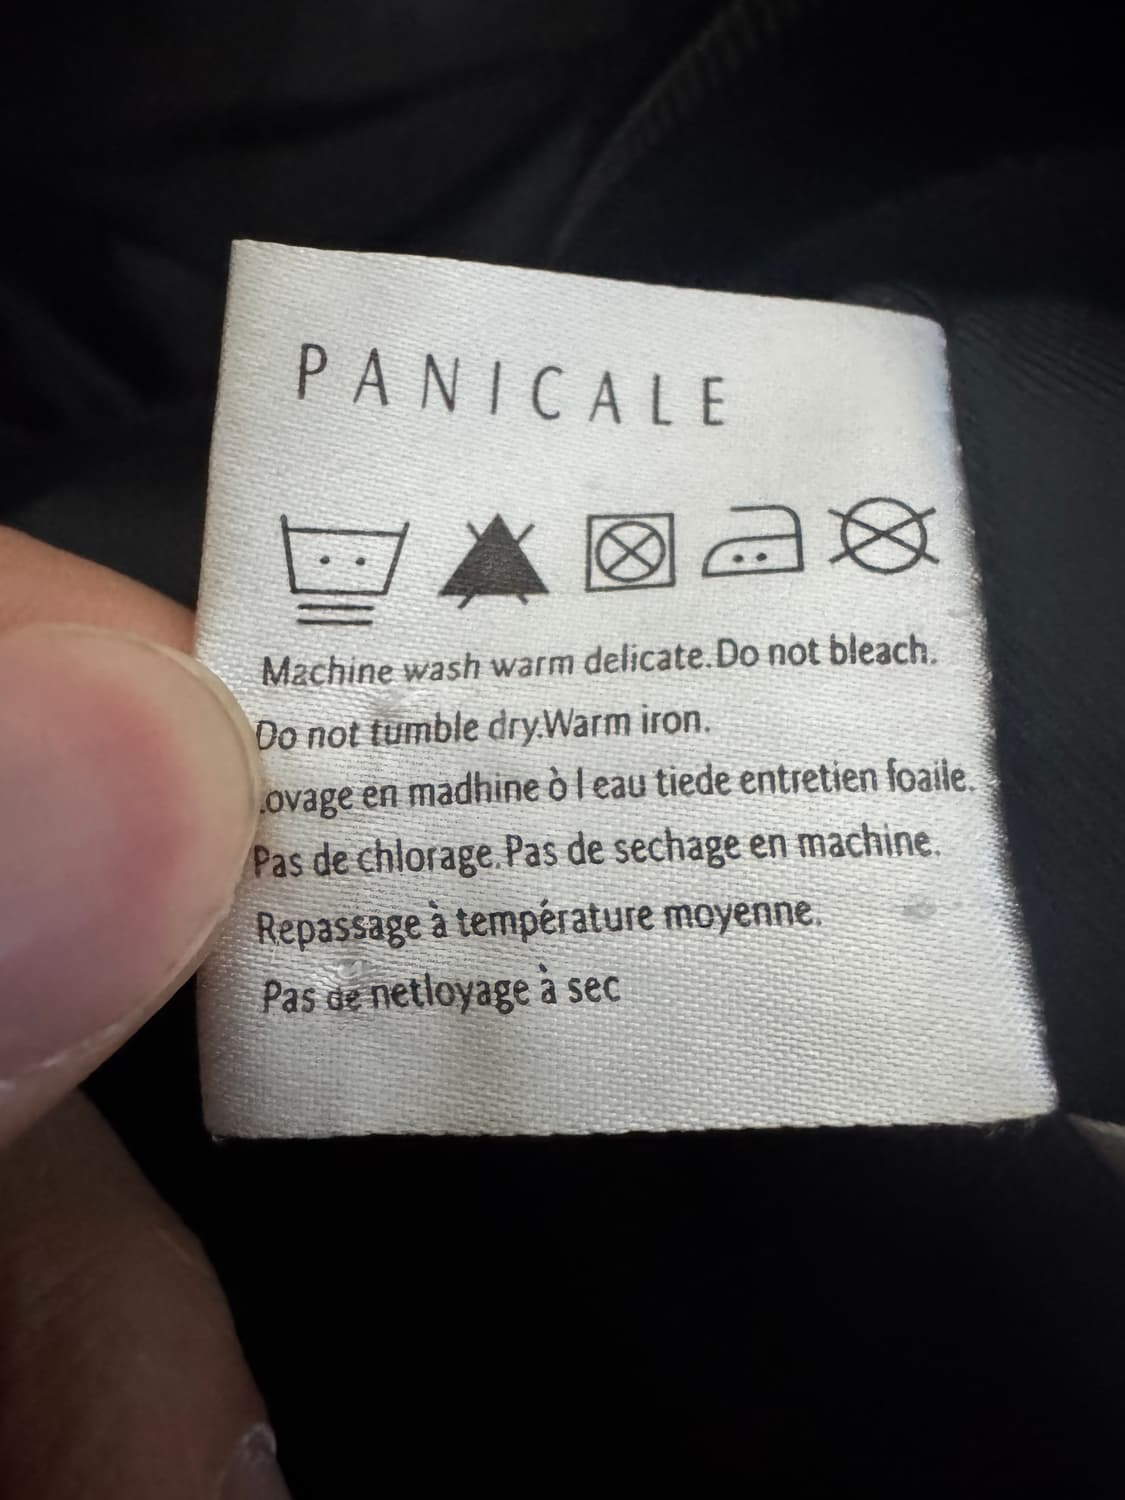 PANICALE
Machine wash warm delicate.Do not bleach.
Do not tumble dry.Warm iron.
.ovage en madhine ò l eau tiede entretien foaile.
Pas de chlorage.Pas de sechage en machine.
Repassage à température moyenne.
Pas de netloyage à sec